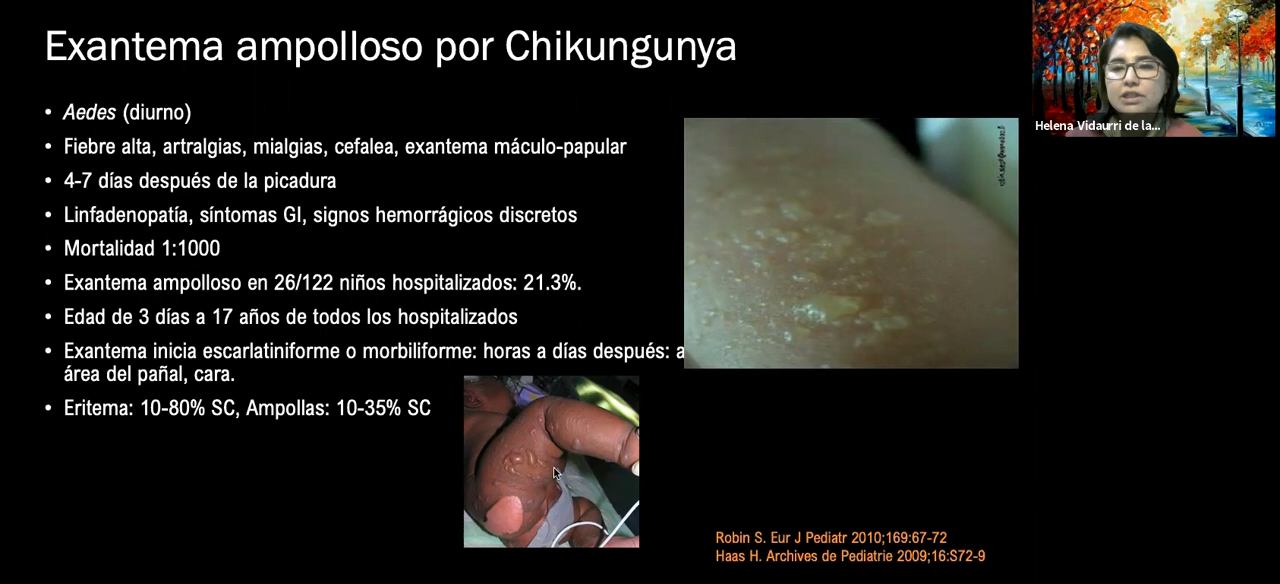 Exantema ampolloso por Chikungunya
Helena Vidaurri de la...
• Aedes (diurno)
• Fiebre alta, artralgias, mialgias, cefalea, exantema máculo-papular
• 4-7 días después de la picadura
• Linfadenopatía, síntomas GI, signos hemorrágicos discretos
• Mortalidad 1:1000
• Exantema ampolloso en 26/122 niños hospitalizados: 21.3%.
• Edad de 3 días a 17 años de todos los hospitalizados
• Exantema inicia escarlatiniforme o morbiliforme: horas a días después: a
área del pañal, cara.
• Eritema: 10-80% SC, Ampollas: 10-35% SC
Robin S. Eur J Pediatr 2010;169:67-72
Haas H. Archives de Pediatrie 2009;16:S72-9